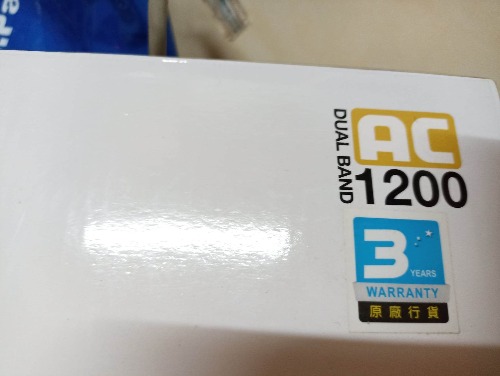 DUAL BAND
AC
1200
3
YEARS
WARRANTY
原廠行貨